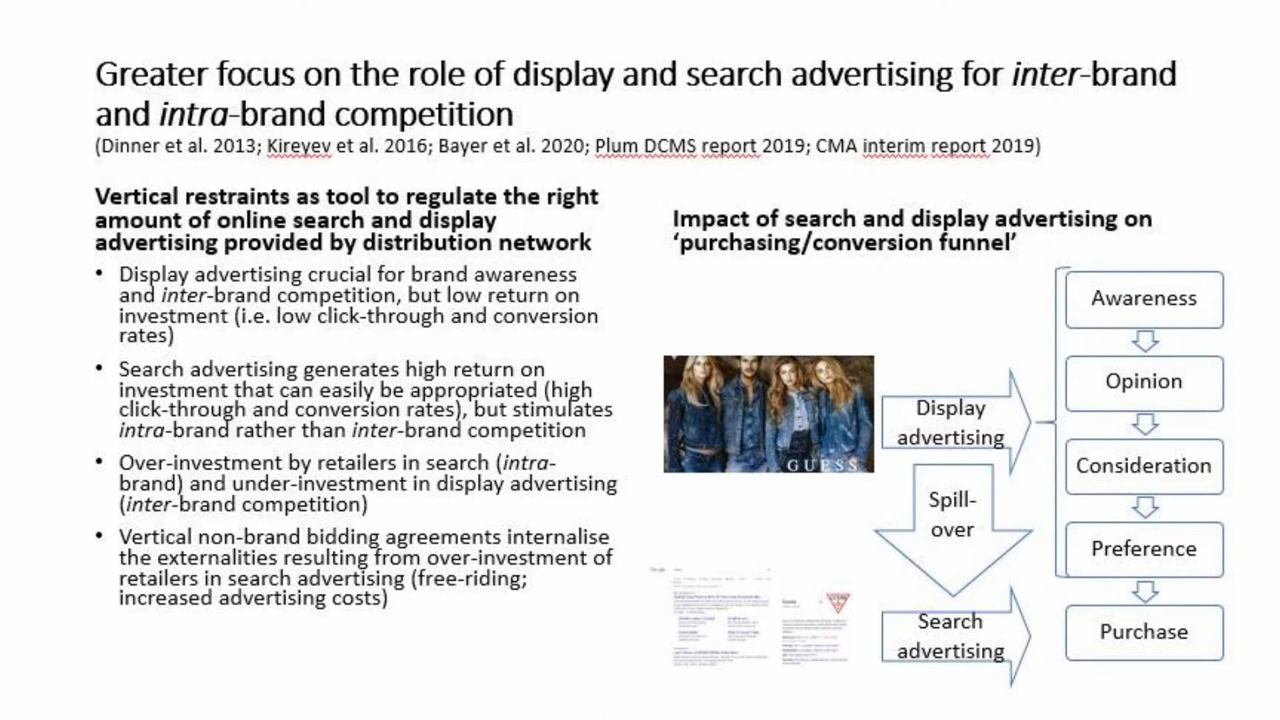 Greater focus on the role of display and search advertising for inter-brand
and intra-brand competition
(Dinner et al. 2013; Kireyev et al. 2016; Bayer et al. 2020; Plum DCMS report 2019; CMA interim report 2019)
Vertical restraints as tool to regulate the right
amount of online search and display
advertising provided by distribution network
• Display advertising crucial for brand awareness
and inter-brand competition, but low return on
investment (i.e. low click-through and conversion
rates)
• Search advertising generates high return on
investment that can easily be appropriated (high
click-through and conversion rates), but stimulates
intra-brand rather than inter-brand competition
• Over-investment by retailers in search (intra-
brand) and under-investment in display advertising
(inter-brand competition)
• Vertical non-brand bidding agreements internalise
the externalities resulting from over-investment of
retailers in search advertising (free-riding;
increased advertising costs)
Impact of search and display advertising on
‘purchasing/conversion funnel’
GUESS
Display
advertising
Spill-
over
Search
advertising
Awareness
Opinion
Consideration
Preference
Purchase